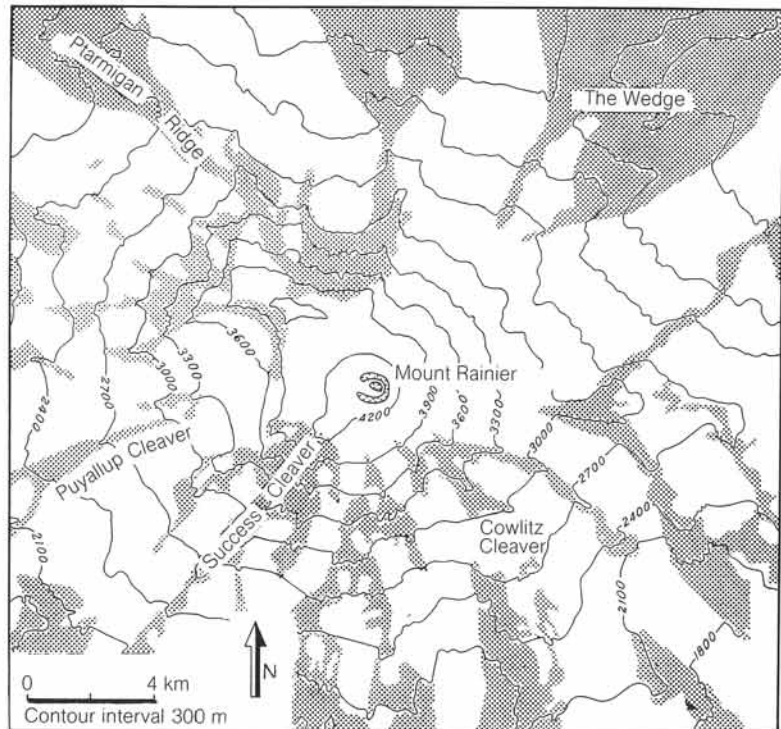 Ptarmigan
Ridge
The Wedge
3600
3300
3000
2700
2400
Mount Rainier
4200
3900
3600
3300
3000
2700
2400
2100
1800
Puyallup Cleaver
Success Cleaver
Cowlitz
Cleaver
2100
N
0 4 km
Contour interval 300 m